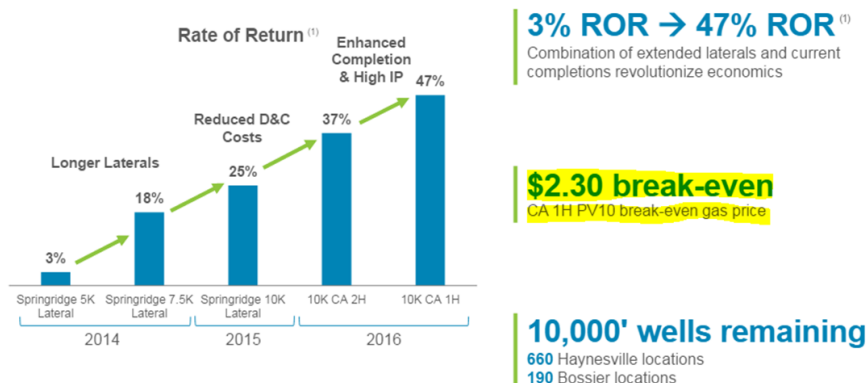 Rate of Return (1)
Enhanced
Completion
& High IP
47%
37%
Reduced D&C
Costs
25%
Longer Laterals
18%
3%
Springridge 5K
Lateral
Springridge 7.5K
Lateral
Springridge 10K
Lateral
10K CA 2H
10K CA 1H
2014
2015
2016
3% ROR → 47% ROR (1)
Combination of extended laterals and current
completions revolutionize economics
$2.30 break-even
CA 1H PV10 break-even gas price
10,000' wells remaining
660 Haynesville locations
190 Bossier locations